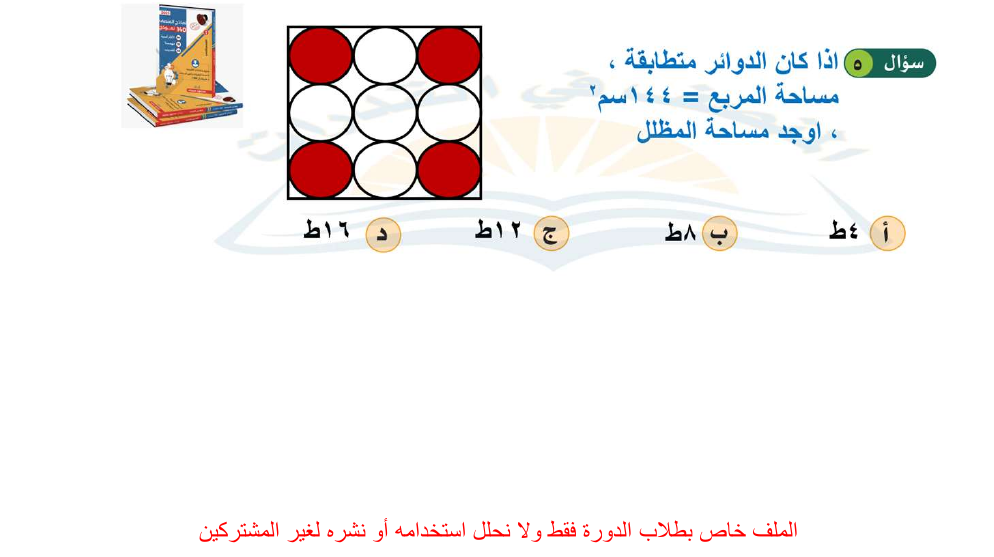 سؤال ٥ اذا كان الدوائر متطابقة ،
مساحة المربع = ١٤٤سم٢
، اوجد مساحة المظلل
أ ٤ط ب ٨ط ج ١٢ط د ١٦ط
الملف خاص بطلاب الدورة فقط ولا نحلل استخدامه أو نشره لغير المشتركين